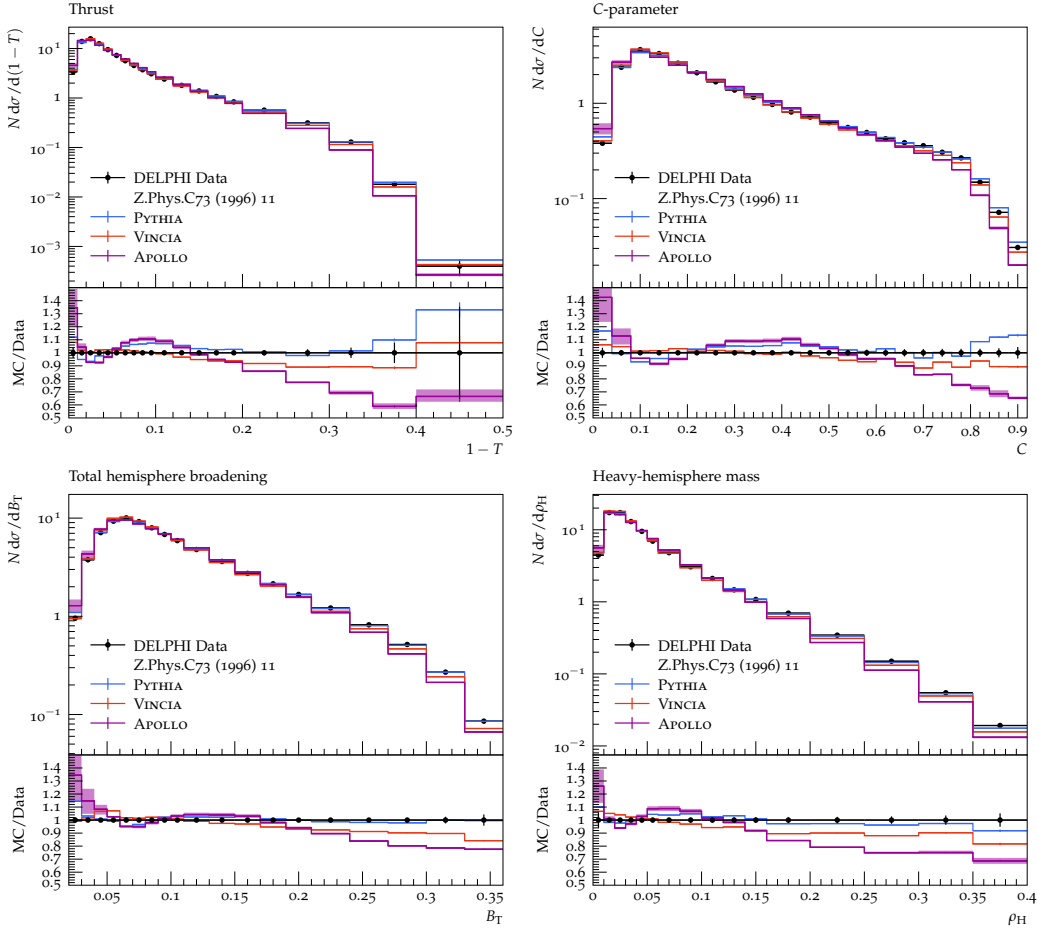 Thrust
N dσ/d(1 − T)
10^1
1
10^−1
10^−2
10^−3
DELPHI Data
Z.Phys.C73 (1996) 11
PYTHIA
VINCIA
APOLLO
MC/Data
1.4
1.3
1.2
1.1
1
0.9
0.8
0.7
0.6
0.5
0 0.1 0.2 0.3 0.4 0.5
1 − T
C-parameter
N dσ/dC
1
10^−1
DELPHI Data
Z.Phys.C73 (1996) 11
PYTHIA
VINCIA
APOLLO
MC/Data
1.4
1.3
1.2
1.1
1
0.9
0.8
0.7
0.6
0.5
0 0.1 0.2 0.3 0.4 0.5 0.6 0.7 0.8 0.9
C
Total hemisphere broadening
N dσ/dB_T
10^1
1
10^−1
DELPHI Data
Z.Phys.C73 (1996) 11
PYTHIA
VINCIA
APOLLO
MC/Data
1.4
1.3
1.2
1.1
1
0.9
0.8
0.7
0.6
0.5
0.05 0.1 0.15 0.2 0.25 0.3 0.35
B_T
Heavy-hemisphere mass
N dσ/dρ_H
10^1
1
10^−1
10^−2
DELPHI Data
Z.Phys.C73 (1996) 11
PYTHIA
VINCIA
APOLLO
MC/Data
1.4
1.3
1.2
1.1
1
0.9
0.8
0.7
0.6
0.5
0 0.05 0.1 0.15 0.2 0.25 0.3 0.35 0.4
ρ_H